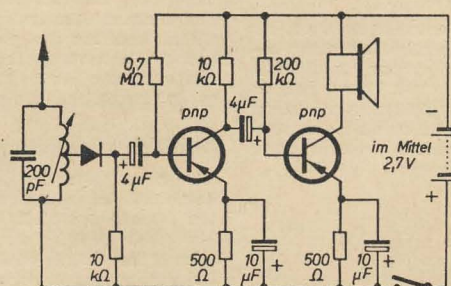 0,7
MΩ
10
kΩ
200
kΩ
pnp
4µF
pnp
200
pF
+
4µF
+
−
im Mittel
2,7V
+
10
kΩ
500
Ω
10
µF
+
500
Ω
10
µF
+